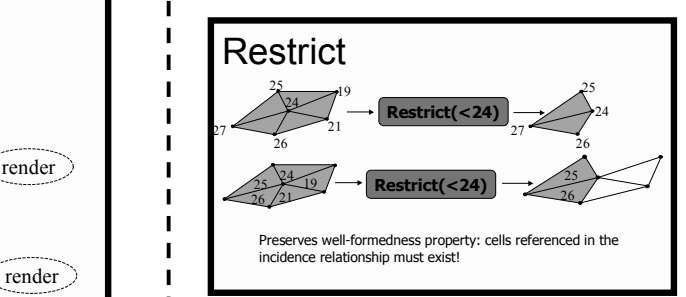 Restrict
25
19
24
Restrict(<24)
27
21
26
25
24
27
26
render
24
25
19
26
21
Restrict(<24)
25
26
Preserves well-formedness property: cells referenced in the
incidence relationship must exist!
render